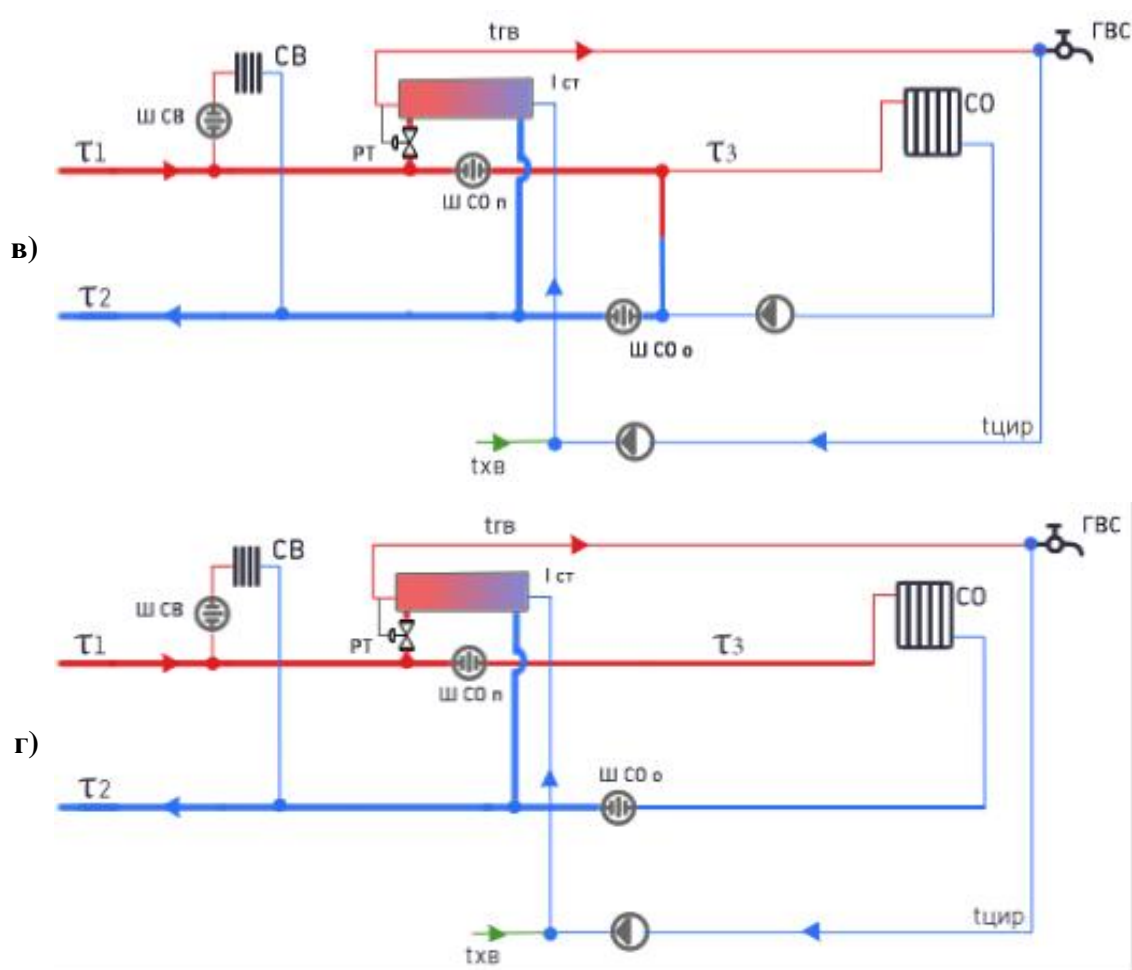 tгв
ГВС
СВ
I ст
СО
Ш СВ
τ1
РТ
τ3
Ш СО п
в)
τ2
Ш СО о
tцир
tхв
tгв
ГВС
СВ
I ст
СО
Ш СВ
τ1
РТ
τ3
Ш СО п
г)
Ш СО о
τ2
tцир
tхв